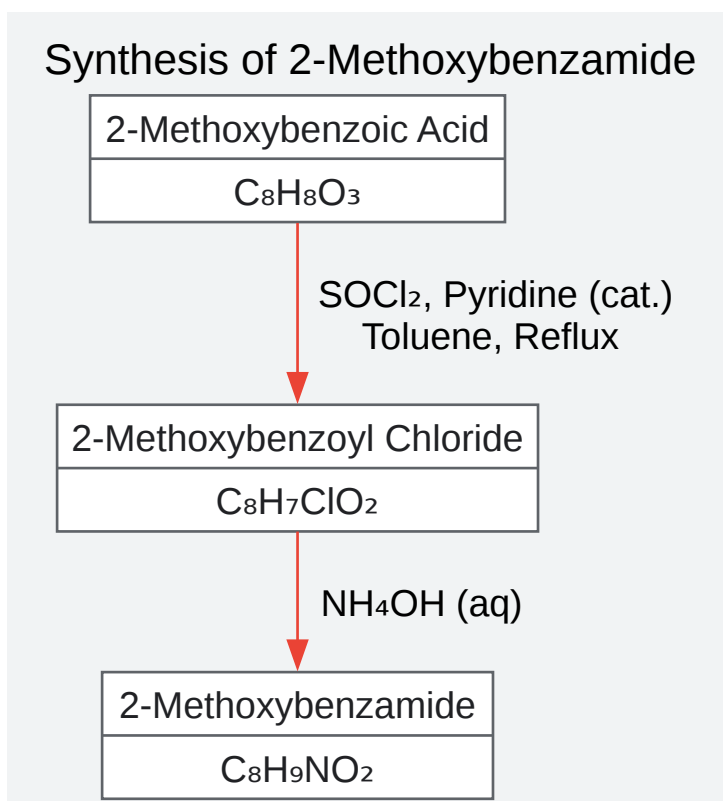 Synthesis of 2-Methoxybenzamide
2-Methoxybenzoic Acid
C₈H₈O₃
SOCl₂, Pyridine (cat.)
Toluene, Reflux
2-Methoxybenzoyl Chloride
C₈H₇ClO₂
NH₄OH (aq)
2-Methoxybenzamide
C₈H₉NO₂